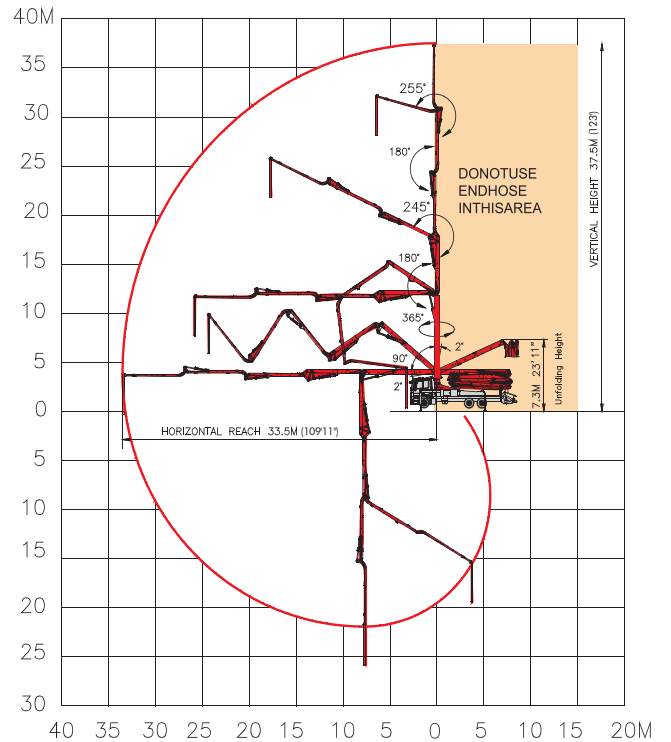 40M
35
30
25
20
15
10
5
0
5
10
15
20
25
30
40 35 30 25 20 15 10 5 0 5 10 15 20M
255°
180°
DONOTUSE
ENDHOSE
INTHISAREA
245°
180°
365°
2°
90°
2°
VERTICAL HEIGHT 37.5M (123')
7.3M 23'11"
Unfolding Height
HORIZONTAL REACH 33.5M (109'11")